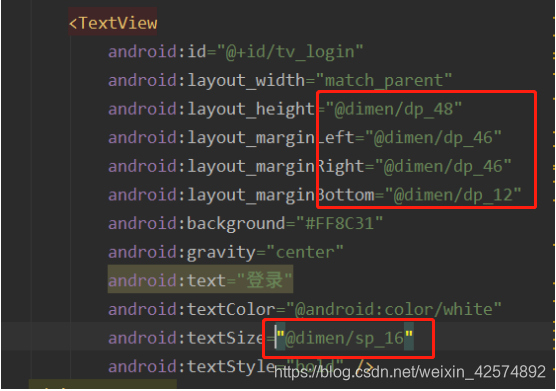 <TextView
android:id="@+id/tv_login"
android:layout_width="match_parent"
android:layout_height="@dimen/dp_48"
android:layout_marginLeft="@dimen/dp_46"
android:layout_marginRight="@dimen/dp_46"
android:layout_marginBottom="@dimen/dp_12"
android:background="#FF8C31"
android:gravity="center"
android:text="登录"
android:textColor="@android:color/white"
android:textSize="@dimen/sp_16"
android:textStyle="bold" />
https://blog.csdn.net/weixin_42574892